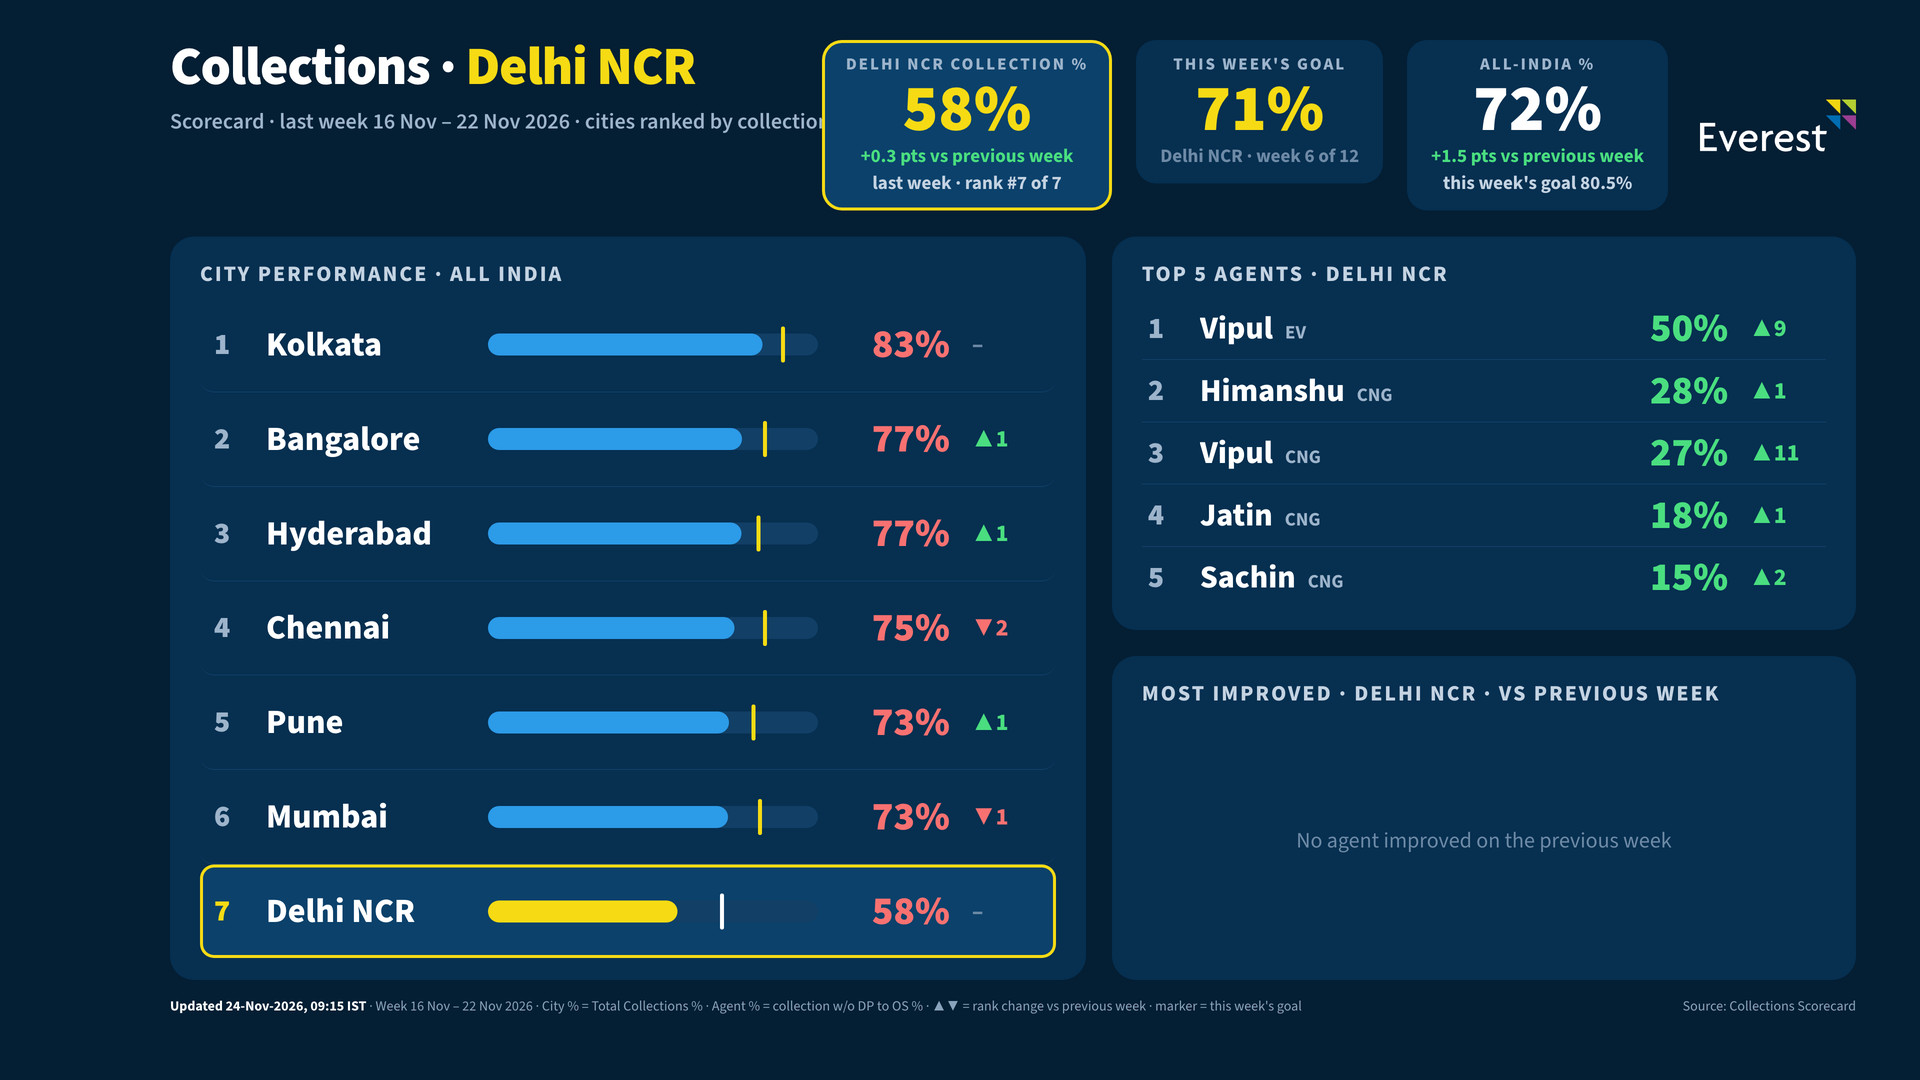 Collections · Delhi NCR
Scorecard · last week 16 Nov – 22 Nov 2026 · cities ranked by collection
DELHI NCR COLLECTION %
58%
+0.3 pts vs previous week
last week · rank #7 of 7
THIS WEEK'S GOAL
71%
Delhi NCR · week 6 of 12
ALL-INDIA %
72%
+1.5 pts vs previous week
this week's goal 80.5%
Everest
CITY PERFORMANCE · ALL INDIA
1 Kolkata 83% –
2 Bangalore 77% ▲1
3 Hyderabad 77% ▲1
4 Chennai 75% ▼2
5 Pune 73% ▲1
6 Mumbai 73% ▼1
7 Delhi NCR 58% –
TOP 5 AGENTS · DELHI NCR
1 Vipul EV 50% ▲9
2 Himanshu CNG 28% ▲1
3 Vipul CNG 27% ▲11
4 Jatin CNG 18% ▲1
5 Sachin CNG 15% ▲2
MOST IMPROVED · DELHI NCR · VS PREVIOUS WEEK
No agent improved on the previous week
Updated 24-Nov-2026, 09:15 IST · Week 16 Nov – 22 Nov 2026 · City % = Total Collections % · Agent % = collection w/o DP to OS % · ▲▼ = rank change vs previous week · marker = this week's goal
Source: Collections Scorecard